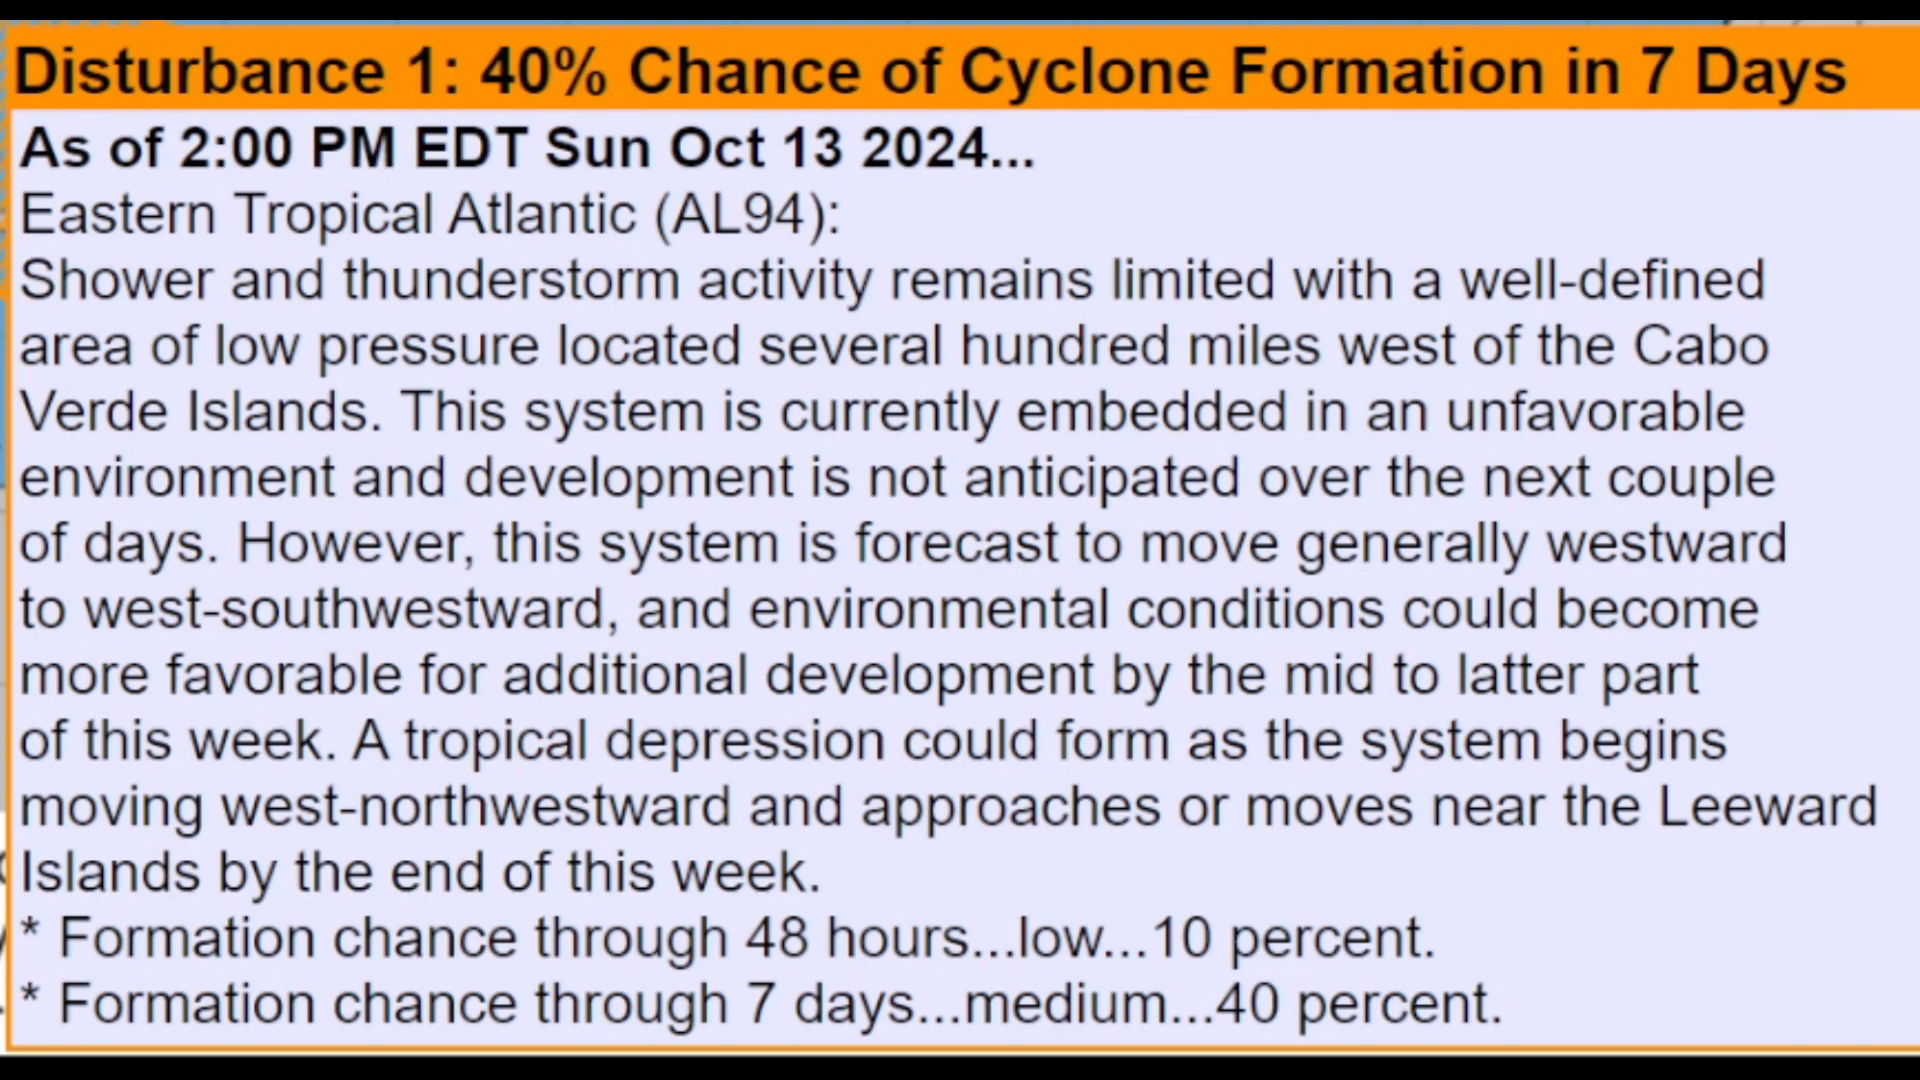 Disturbance 1: 40% Chance of Cyclone Formation in 7 Days
As of 2:00 PM EDT Sun Oct 13 2024...
Eastern Tropical Atlantic (AL94):
Shower and thunderstorm activity remains limited with a well-defined
area of low pressure located several hundred miles west of the Cabo
Verde Islands. This system is currently embedded in an unfavorable
environment and development is not anticipated over the next couple
of days. However, this system is forecast to move generally westward
to west-southwestward, and environmental conditions could become
more favorable for additional development by the mid to latter part
of this week. A tropical depression could form as the system begins
moving west-northwestward and approaches or moves near the Leeward
Islands by the end of this week.
* Formation chance through 48 hours...low...10 percent.
* Formation chance through 7 days...medium...40 percent.